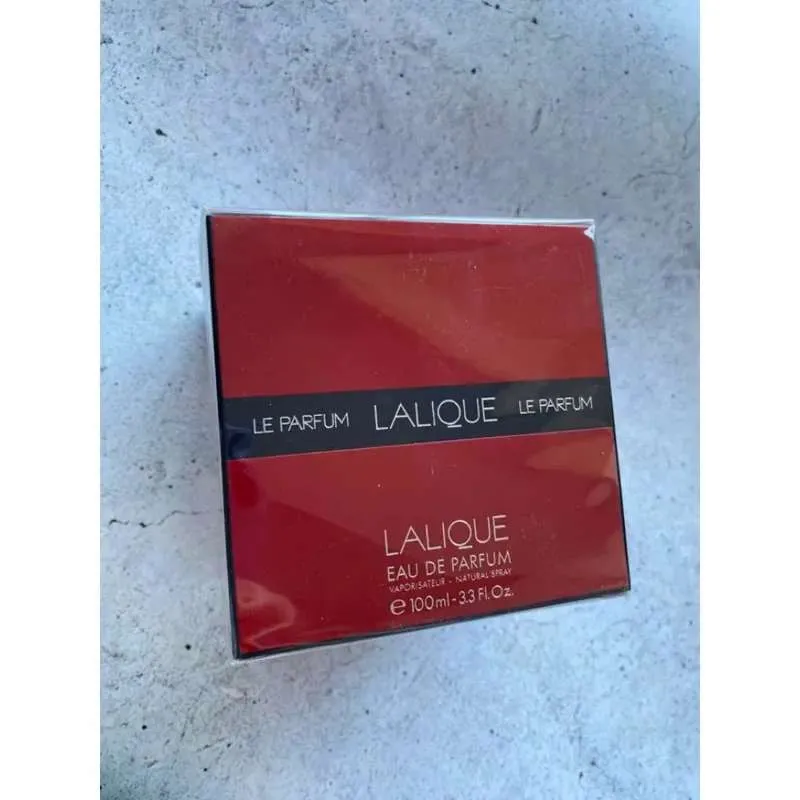 LE PARFUM LALIQUE LE PARFUM
LALIQUE
EAU DE PARFUM
VAPORISATEUR - NATURAL SPRAY
e 100ml - 3.3 Fl. Oz.